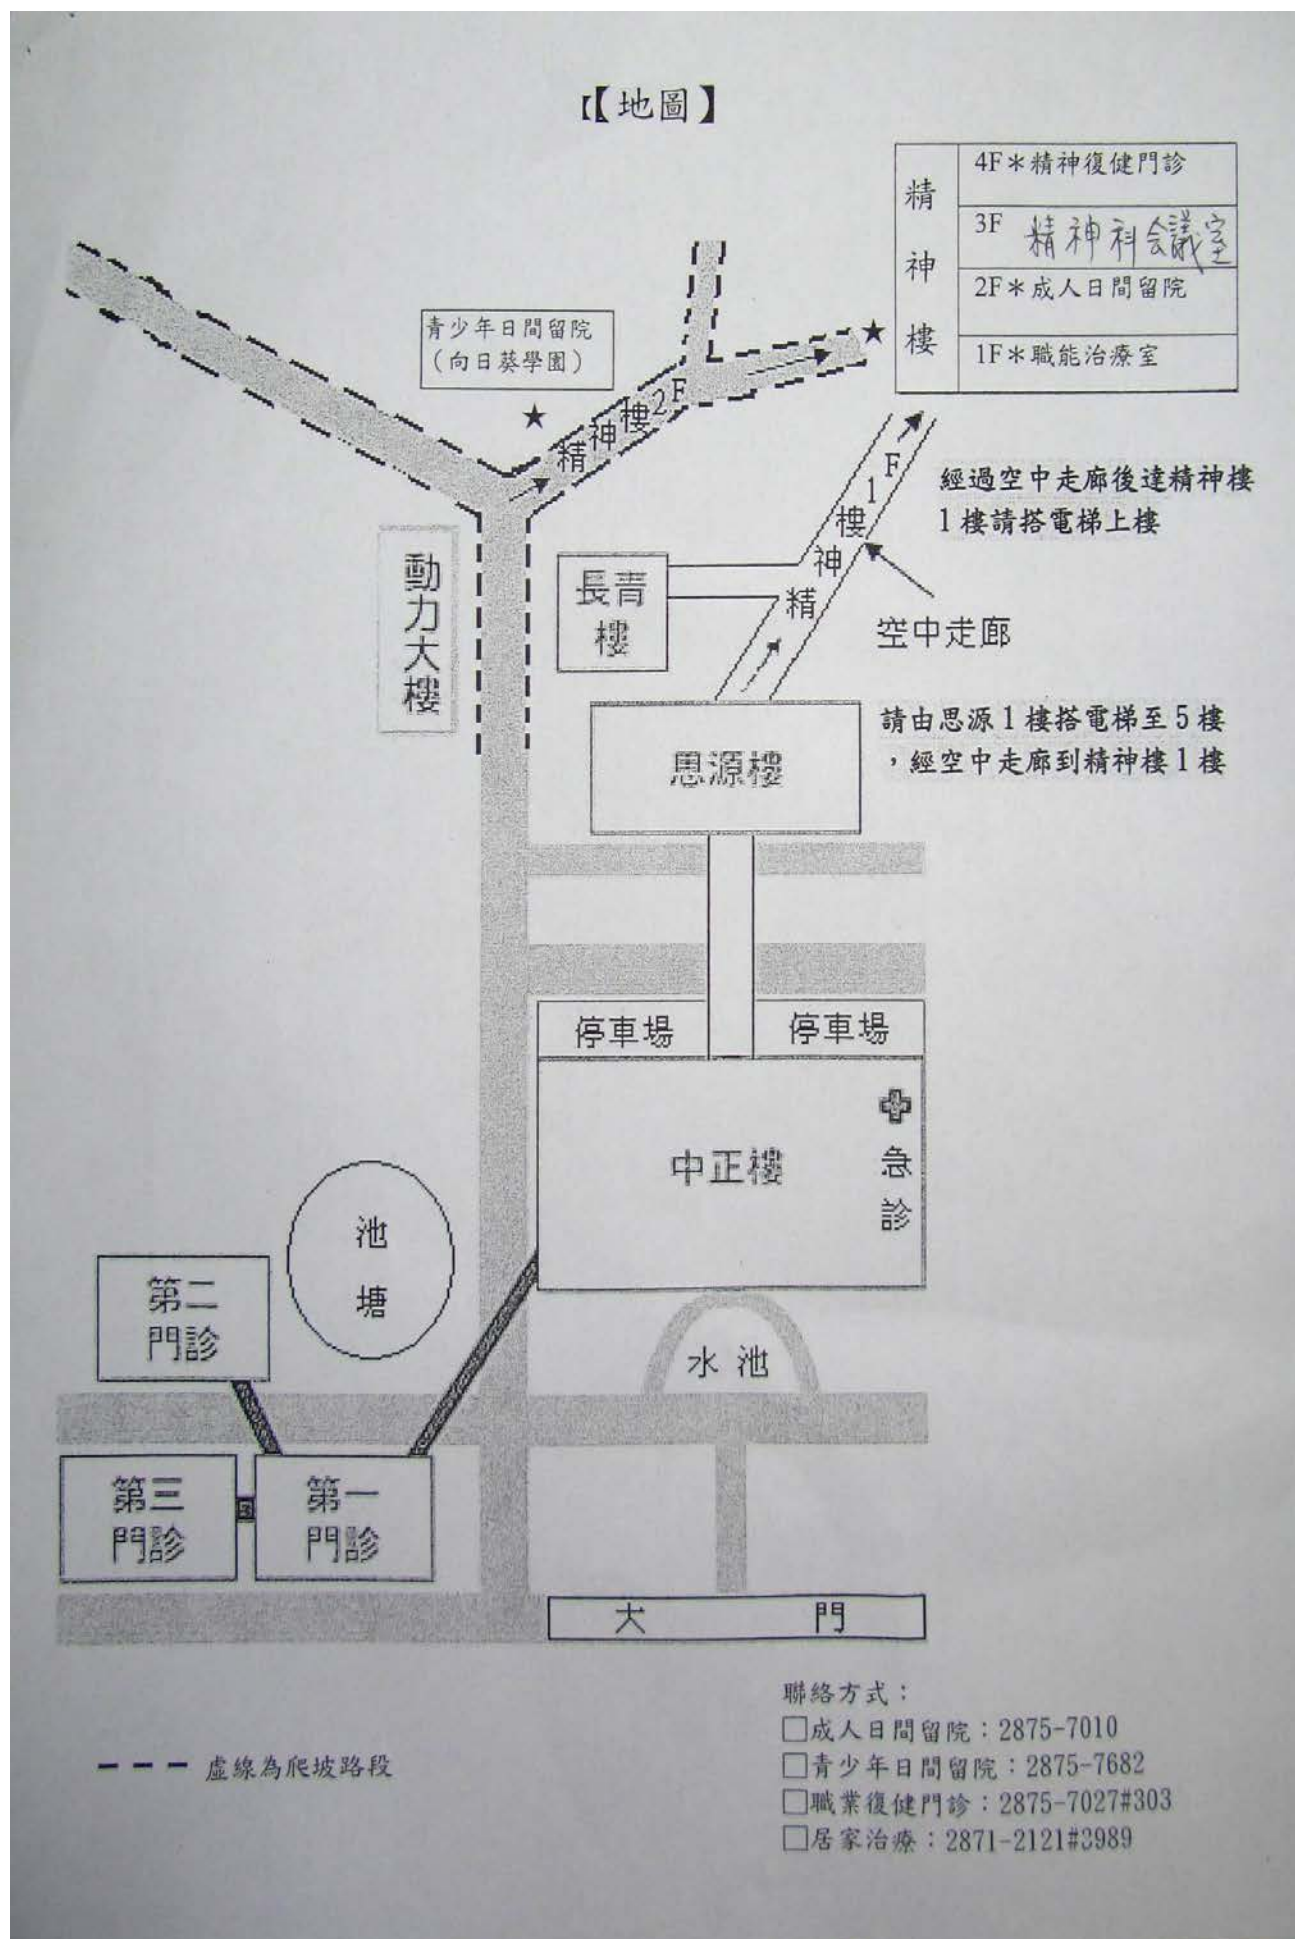 【地圖】
精神樓
4F*精神復健門診
3F 精神科会議室
2F*成人日間留院
1F*職能治療室
青少年日間留院
(向日葵學園)
精神樓2F
精神樓1F
經過空中走廊後達精神樓
1樓請搭電梯上樓
動力大樓
長青
樓
空中走廊
請由思源1樓搭電梯至5樓
,經空中走廊到精神樓1樓
思源樓
停車場
停車場
中正樓
急診
池塘
第二
門診
水池
第三
門診
第一
門診
大門
聯絡方式:
□成人日間留院:2875-7010
□青少年日間留院:2875-7682
□職業復健門診:2875-7027#303
□居家治療:2871-2121#3989
虛線為爬坡路段